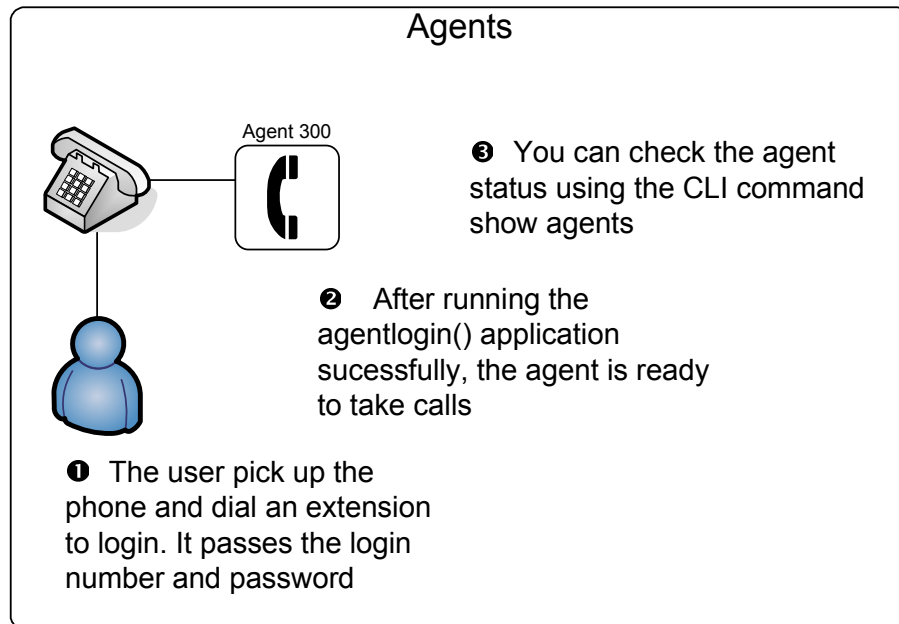 Agents
Agent 300
❸ You can check the agent
status using the CLI command
show agents
❷ After running the
agentlogin() application
sucessfully, the agent is ready
to take calls
❶ The user pick up the
phone and dial an extension
to login. It passes the login
number and password